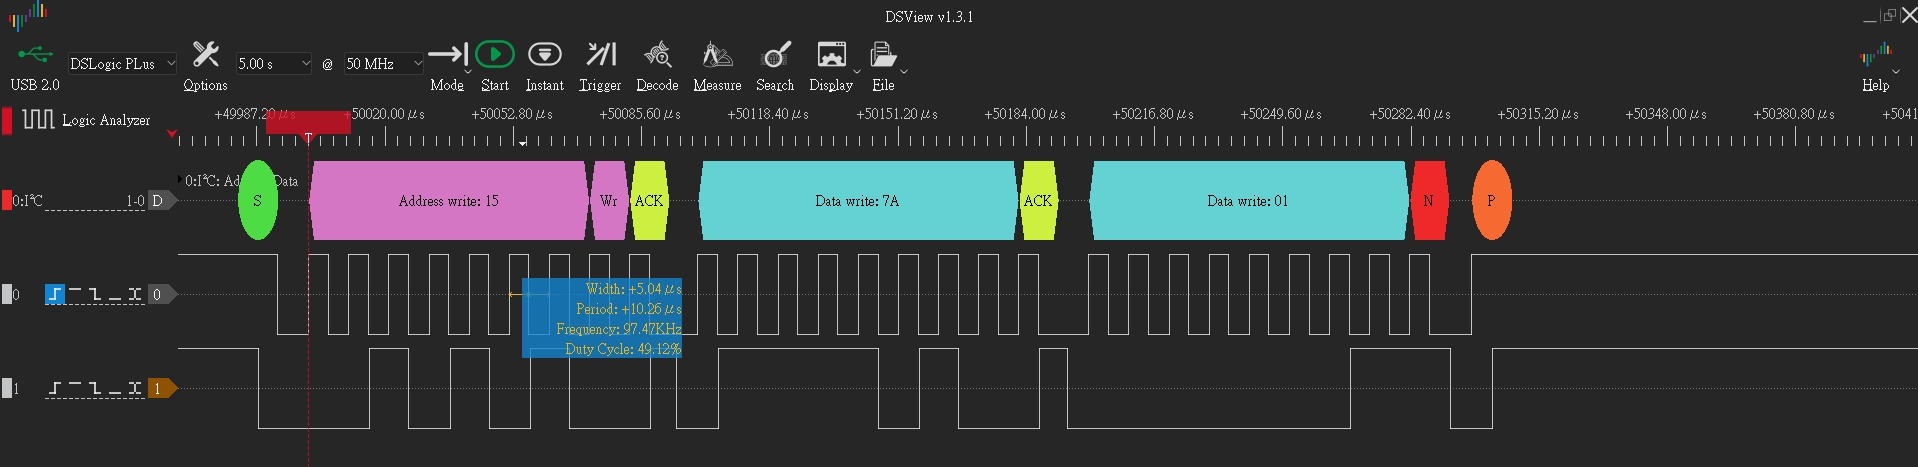 DSView v1.3.1
USB 2.0
DSLogic PLus
Options
5.00 s @ 50 MHz
Mode
Start
Instant
Trigger
Decode
Measure
Search
Display
File
Help
Logic Analyzer
+49987.20 μs +50020.00 μs +50052.80 μs +50085.60 μs +50118.40 μs +50151.20 μs +50184.00 μs +50216.80 μs +50249.60 μs +50282.40 μs +50315.20 μs +50348.00 μs +50380.80 μs +5041
T
0:I²C 1-0 D
S Address write: 15 Wr ACK Data write: 7A ACK Data write: 01 N P
0 0
Width: +5.04 μs
Period: +10.26 μs
Frequency: 97.47KHz
Duty Cycle: 49.12%
1 1